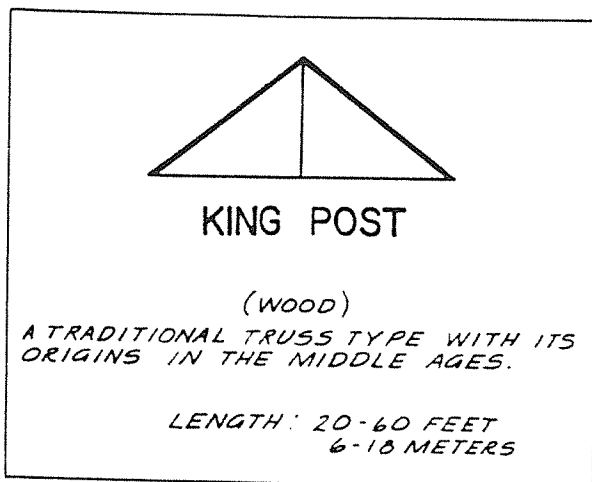 KING POST
(WOOD)
A TRADITIONAL TRUSS TYPE WITH ITS
ORIGINS IN THE MIDDLE AGES.
LENGTH: 20-60 FEET
6-18 METERS